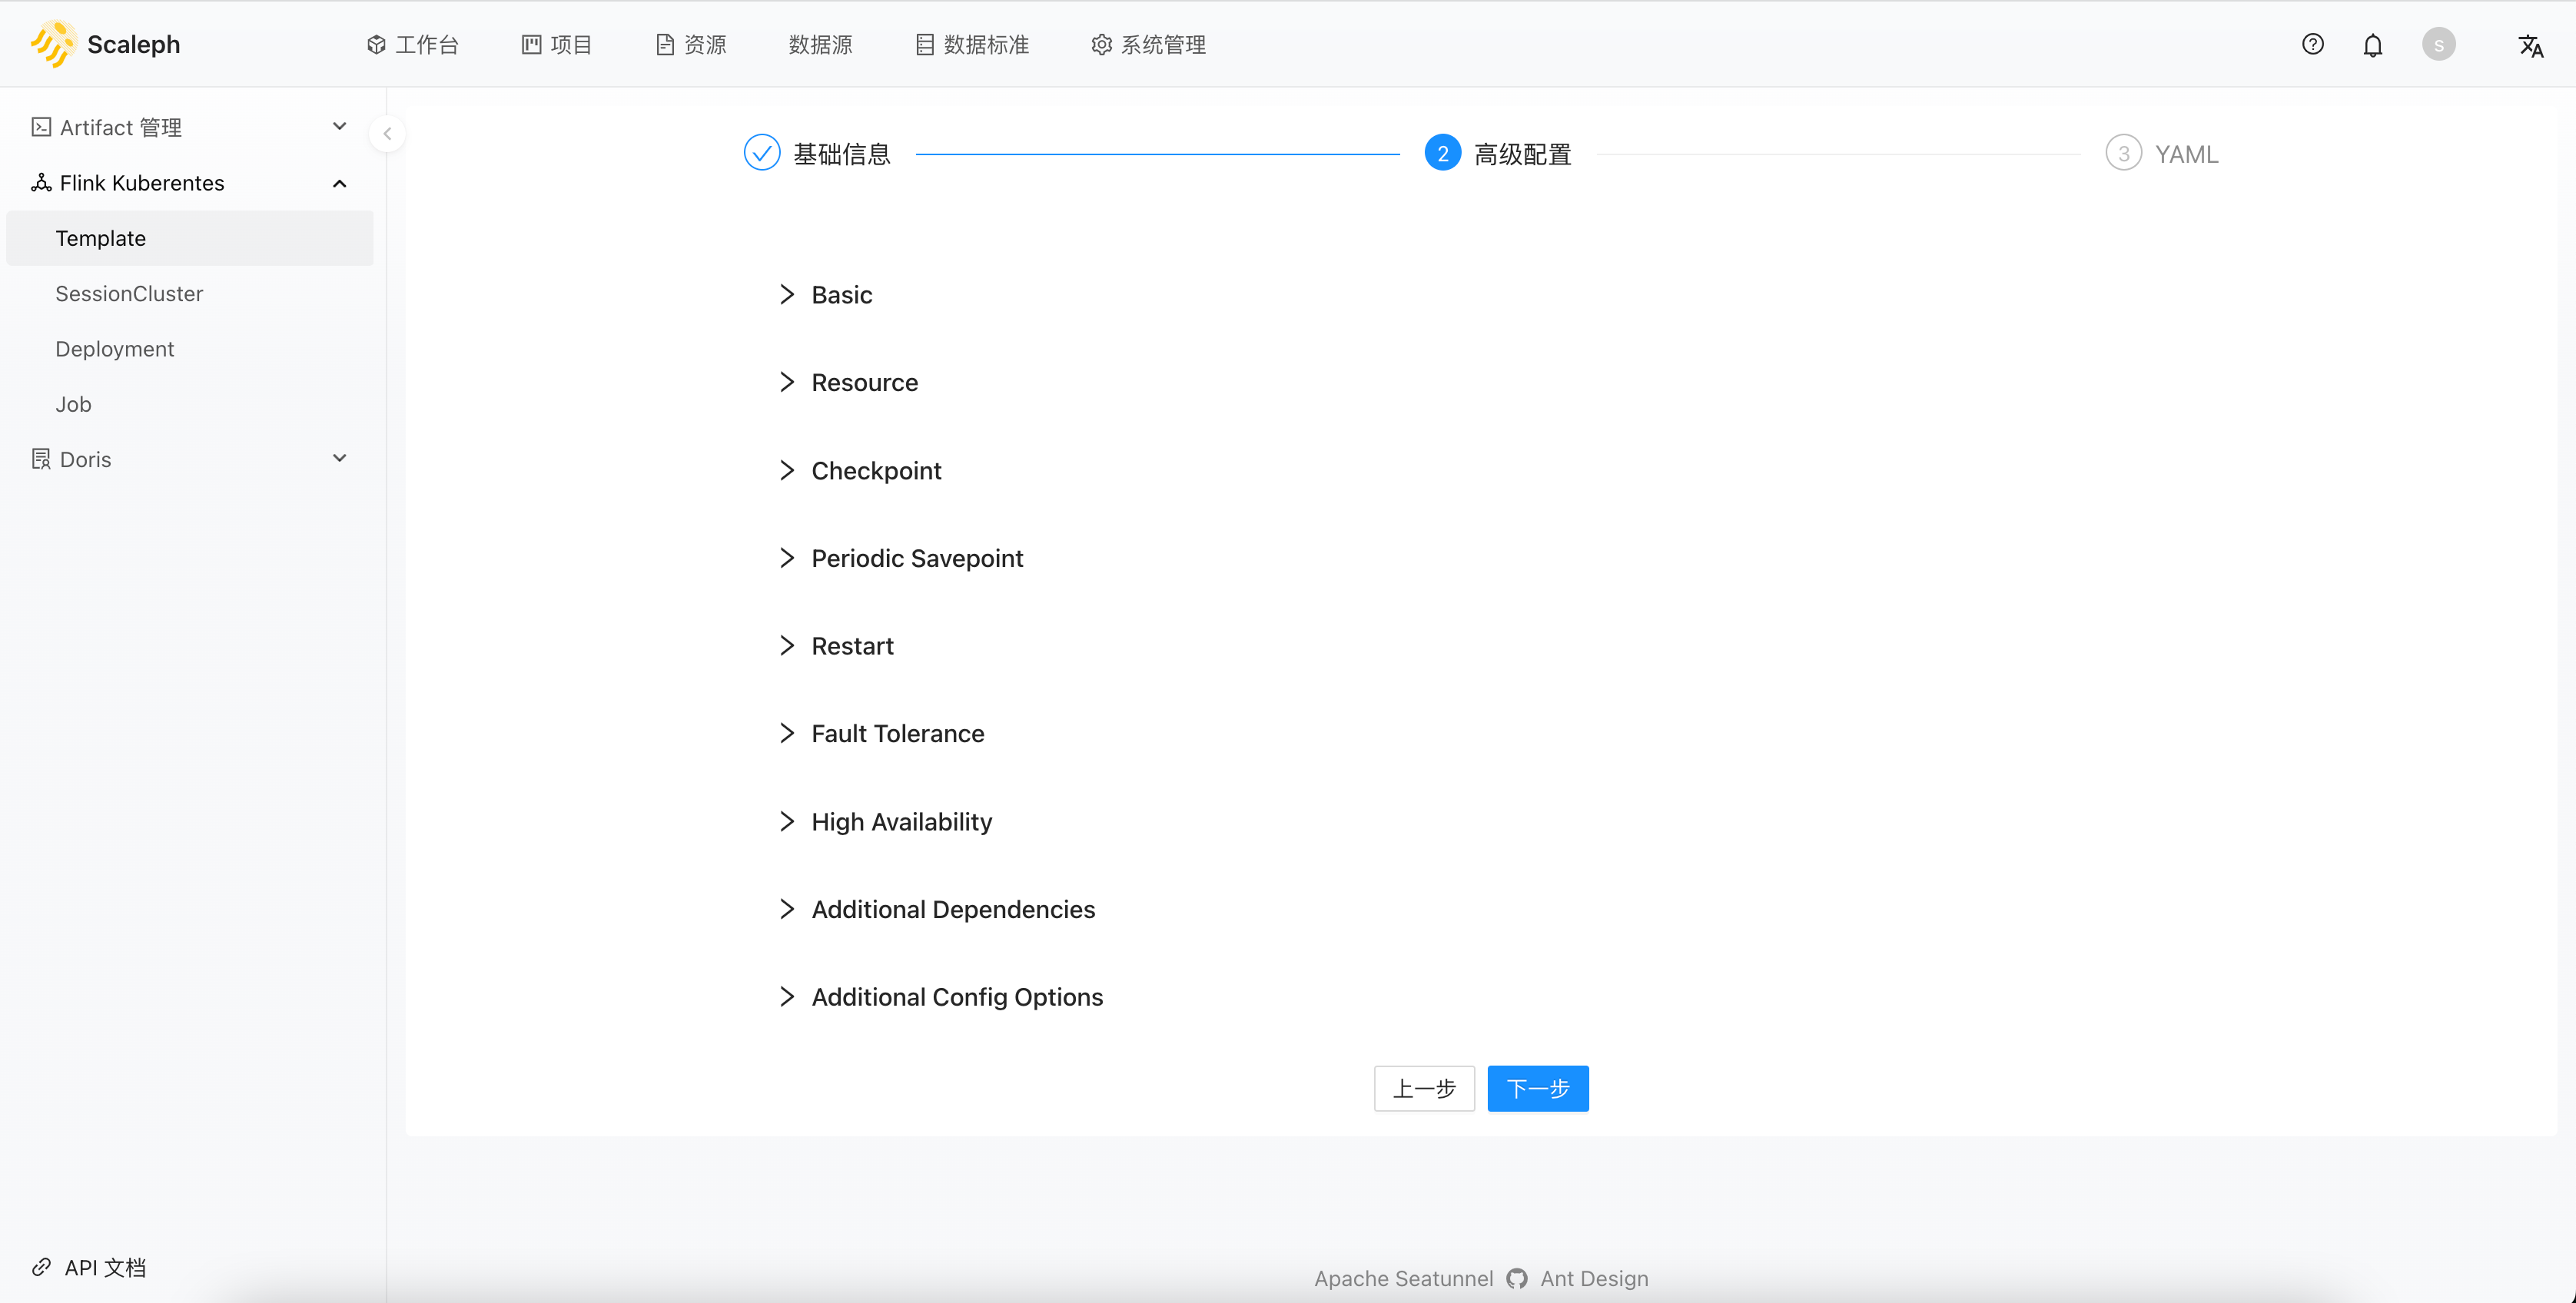 Scaleph 工作台 项目 资源 数据源 数据标准 系统管理 S
Artifact 管理
Flink Kuberentes
Template
SessionCluster
Deployment
Job
Doris
API 文档
基础信息 2 高级配置 3 YAML
Basic
Resource
Checkpoint
Periodic Savepoint
Restart
Fault Tolerance
High Availability
Additional Dependencies
Additional Config Options
上一步 下一步
Apache Seatunnel Ant Design